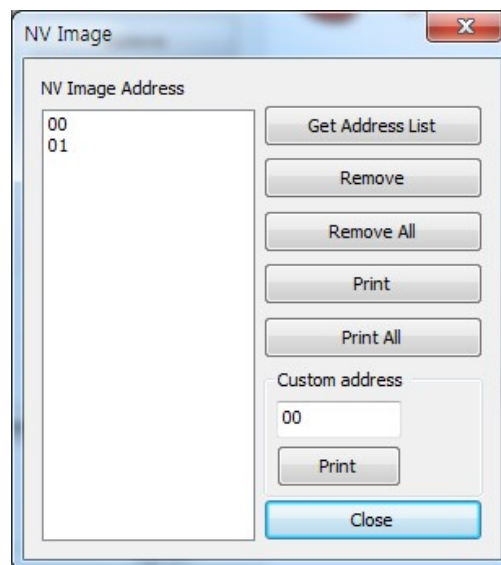 NV Image
NV Image Address
00
01
Get Address List
Remove
Remove All
Print
Print All
Custom address
00
Print
Close